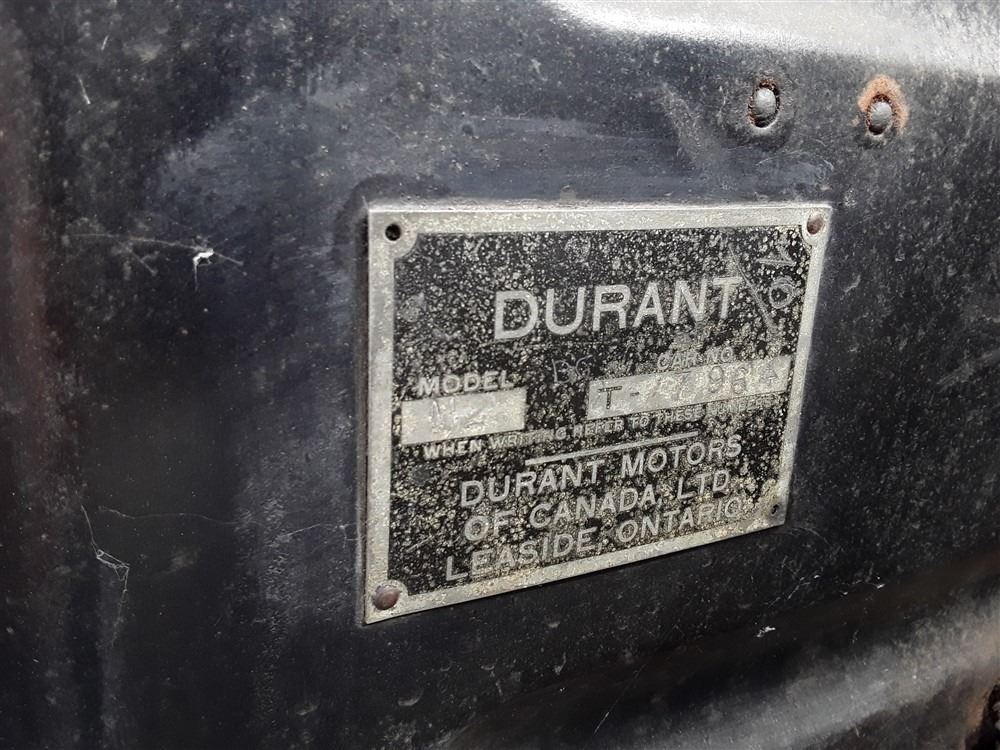 DURANT
MODEL
CAR NO.
WHEN WRITING REFER TO THESE NUMBERS
DURANT MOTORS
OF CANADA, LTD.
LEASIDE-ONTARIO